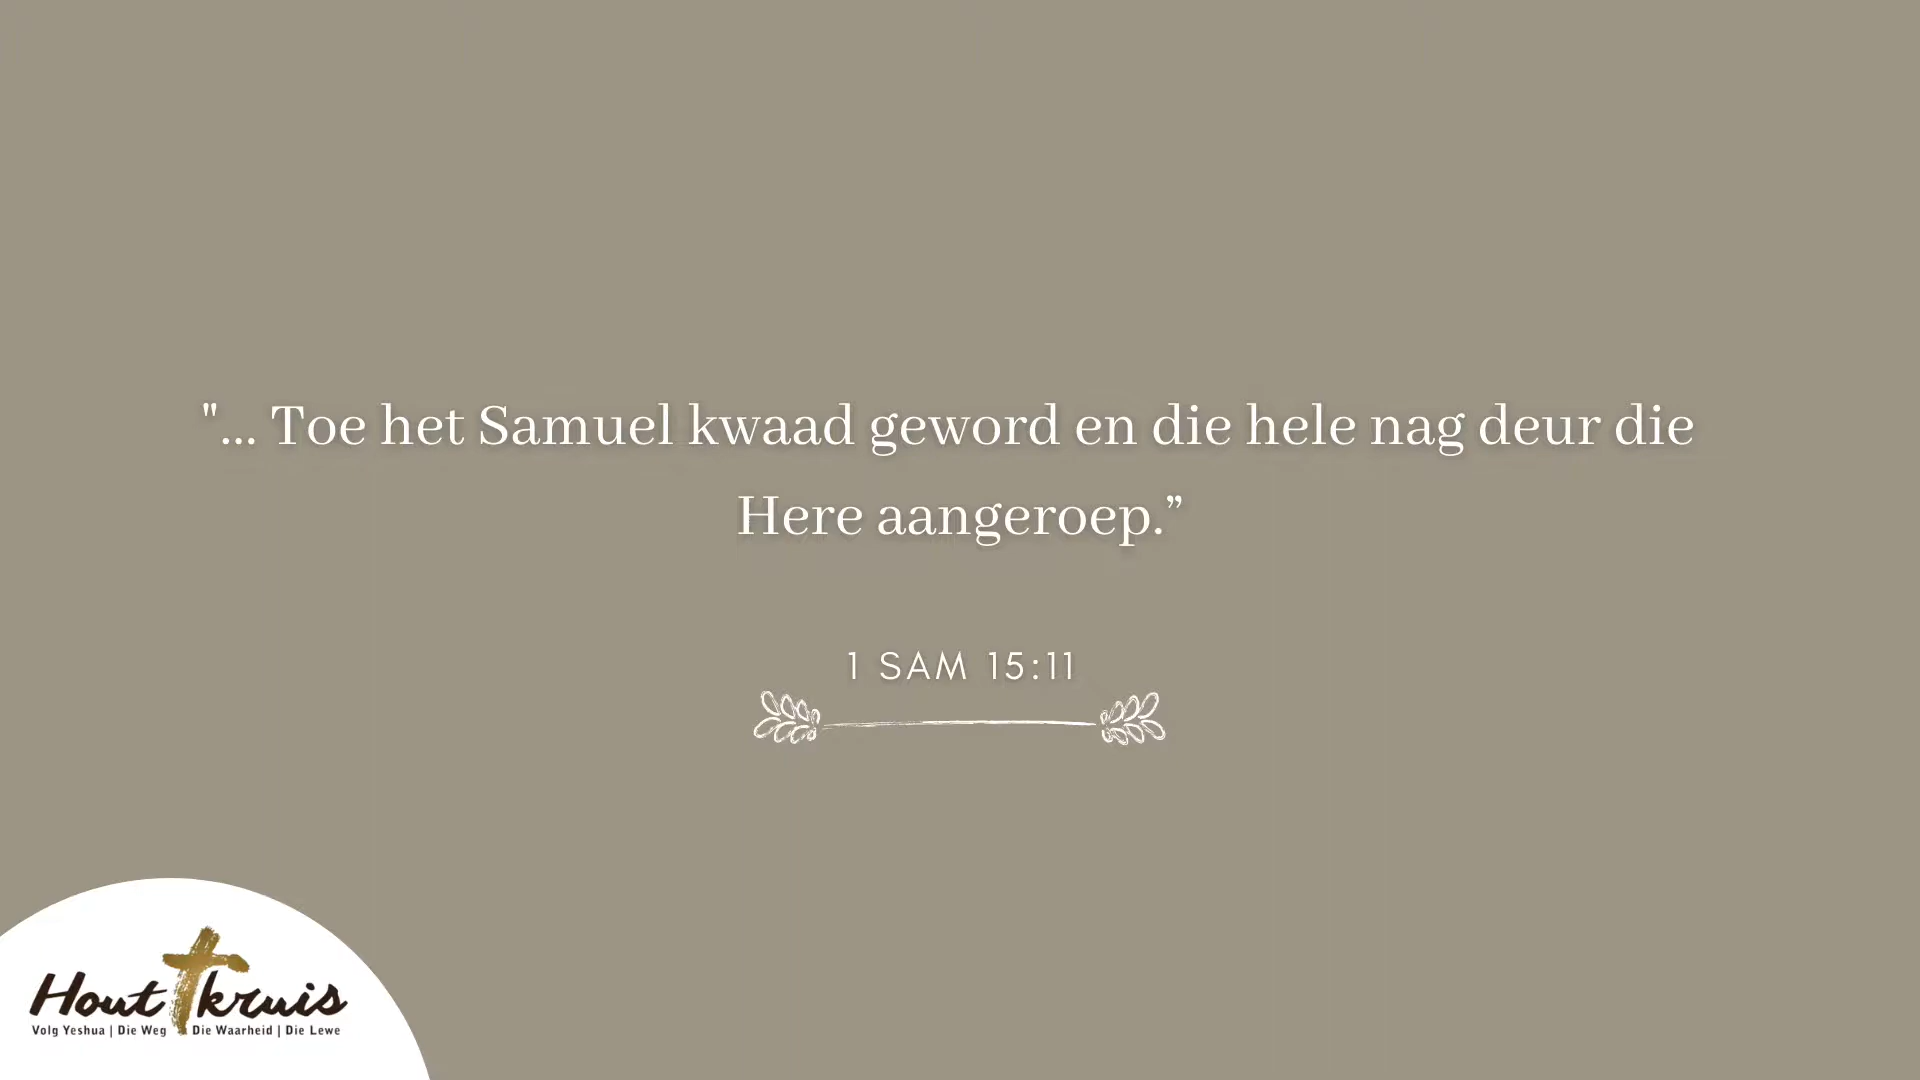 "... Toe het Samuel kwaad geword en die hele nag deur die
Here aangeroep.”
1 SAM 15:11
Hout kruis
Volg Yeshua | Die Weg Die Waarheid | Die Lewe